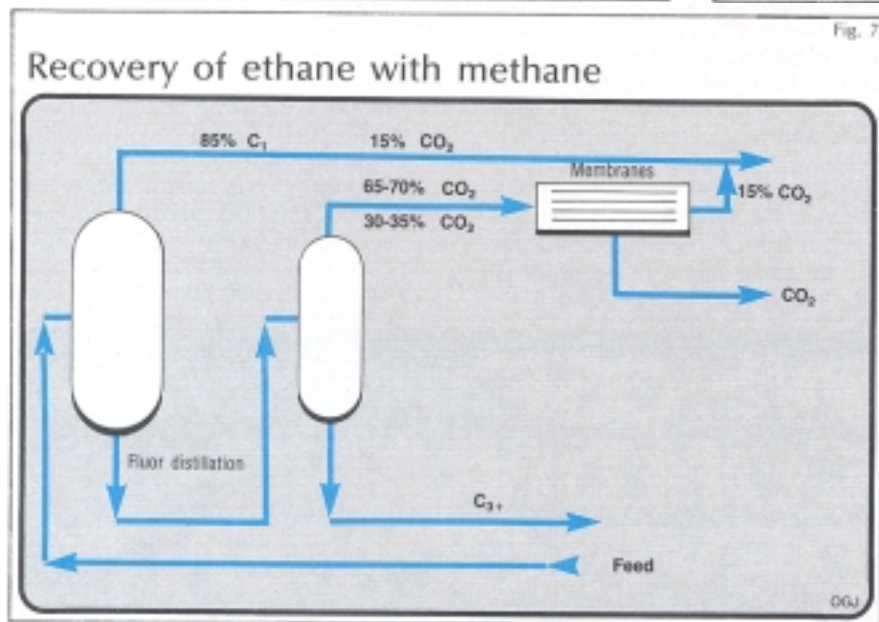 Fig. 7
Recovery of ethane with methane
85% C₁ 15% CO₂
Membranes
65-70% CO₂
30-35% CO₂
15% CO₂
CO₂
Fluor distillation
C₃₊
Feed
OGJ